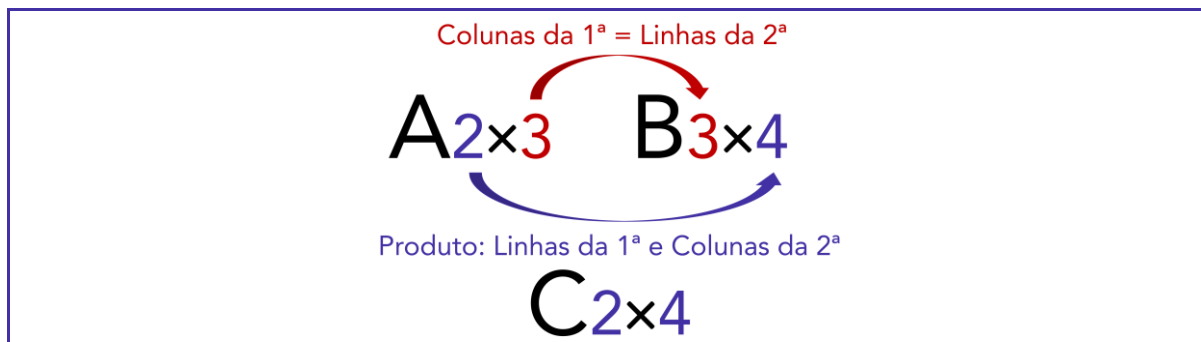 Colunas da 1ª = Linhas da 2ª
A2×3 B3×4
Produto: Linhas da 1ª e Colunas da 2ª
C2×4